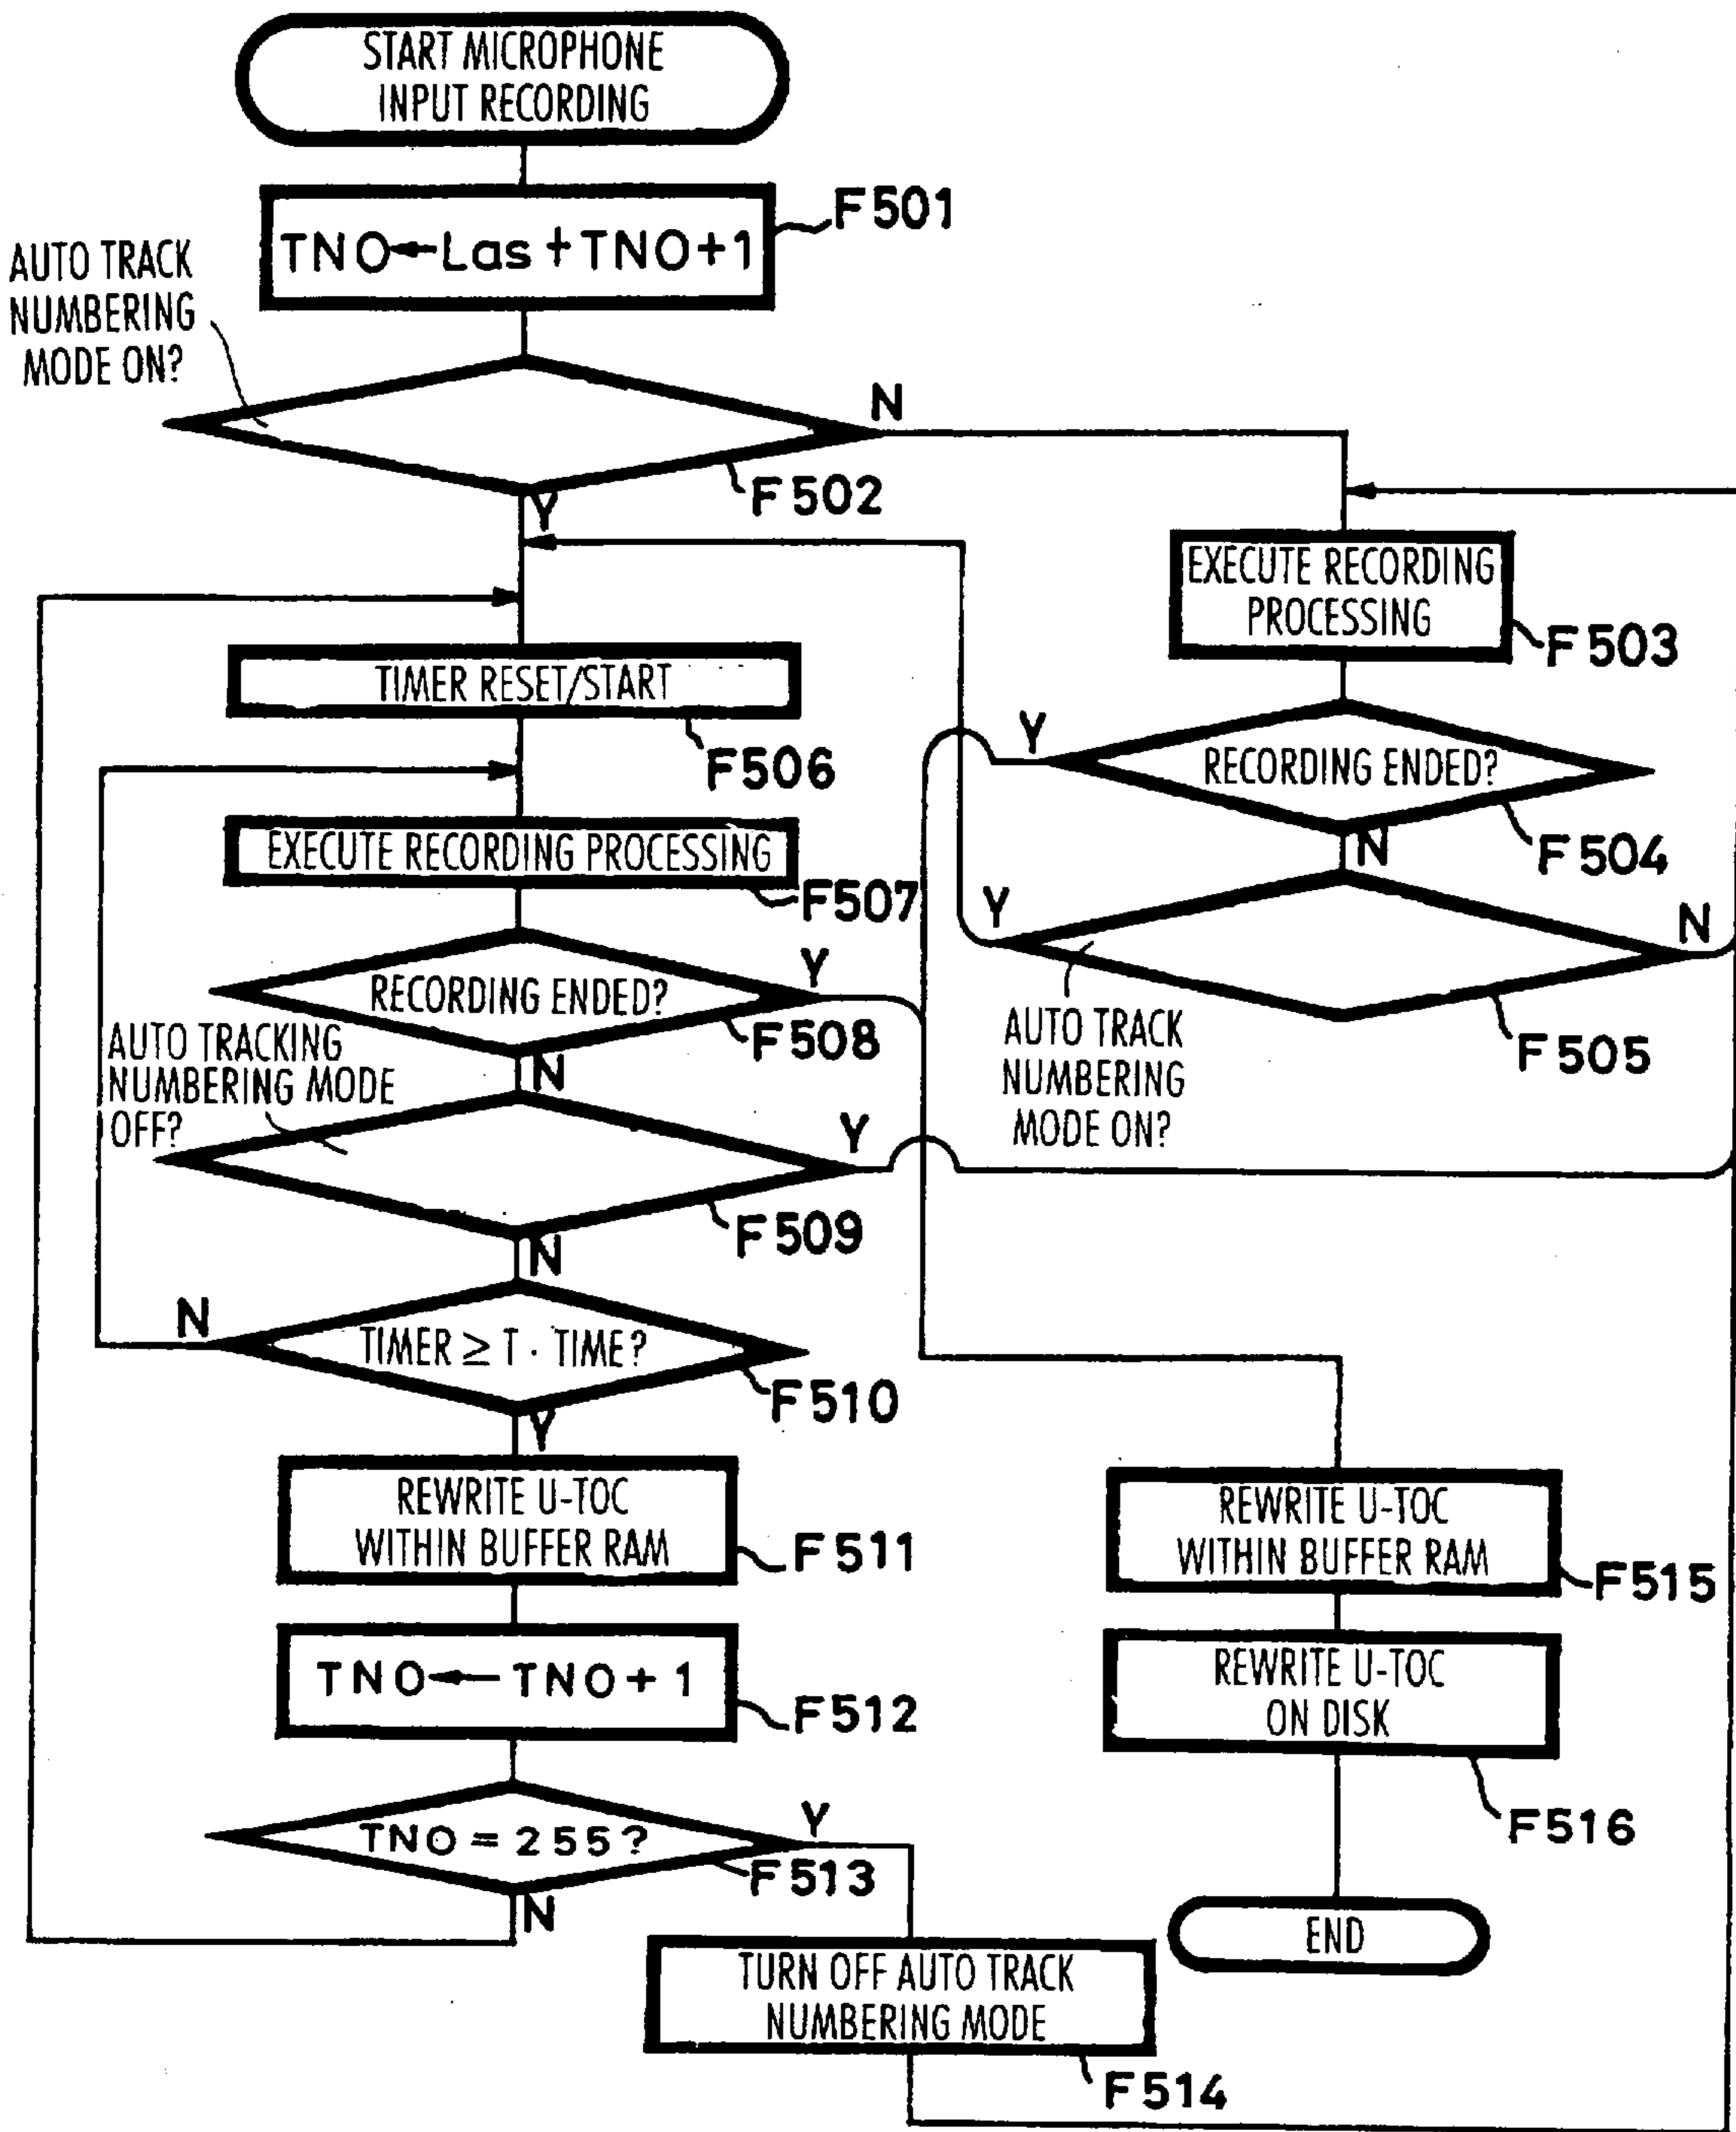 START MICROPHONE
INPUT RECORDING
F501
TNO←Las+TNO+1
AUTO TRACK
NUMBERING
MODE ON?
N
F502
Y
EXECUTE RECORDING
PROCESSING
F503
TIMER RESET/START
F506
Y
RECORDING ENDED?
F504
N
EXECUTE RECORDING PROCESSING
F507
Y
N
AUTO TRACK
NUMBERING
MODE ON?
F505
RECORDING ENDED?
Y
F508
N
AUTO TRACKING
NUMBERING MODE
OFF?
Y
F509
N
TIMER ≥ T · TIME?
N
F510
Y
REWRITE U-TOC
WITHIN BUFFER RAM
F511
REWRITE U-TOC
WITHIN BUFFER RAM
F515
TNO←TNO+1
F512
REWRITE U-TOC
ON DISK
F516
TNO=255?
Y
F513
N
END
TURN OFF AUTO TRACK
NUMBERING MODE
F514